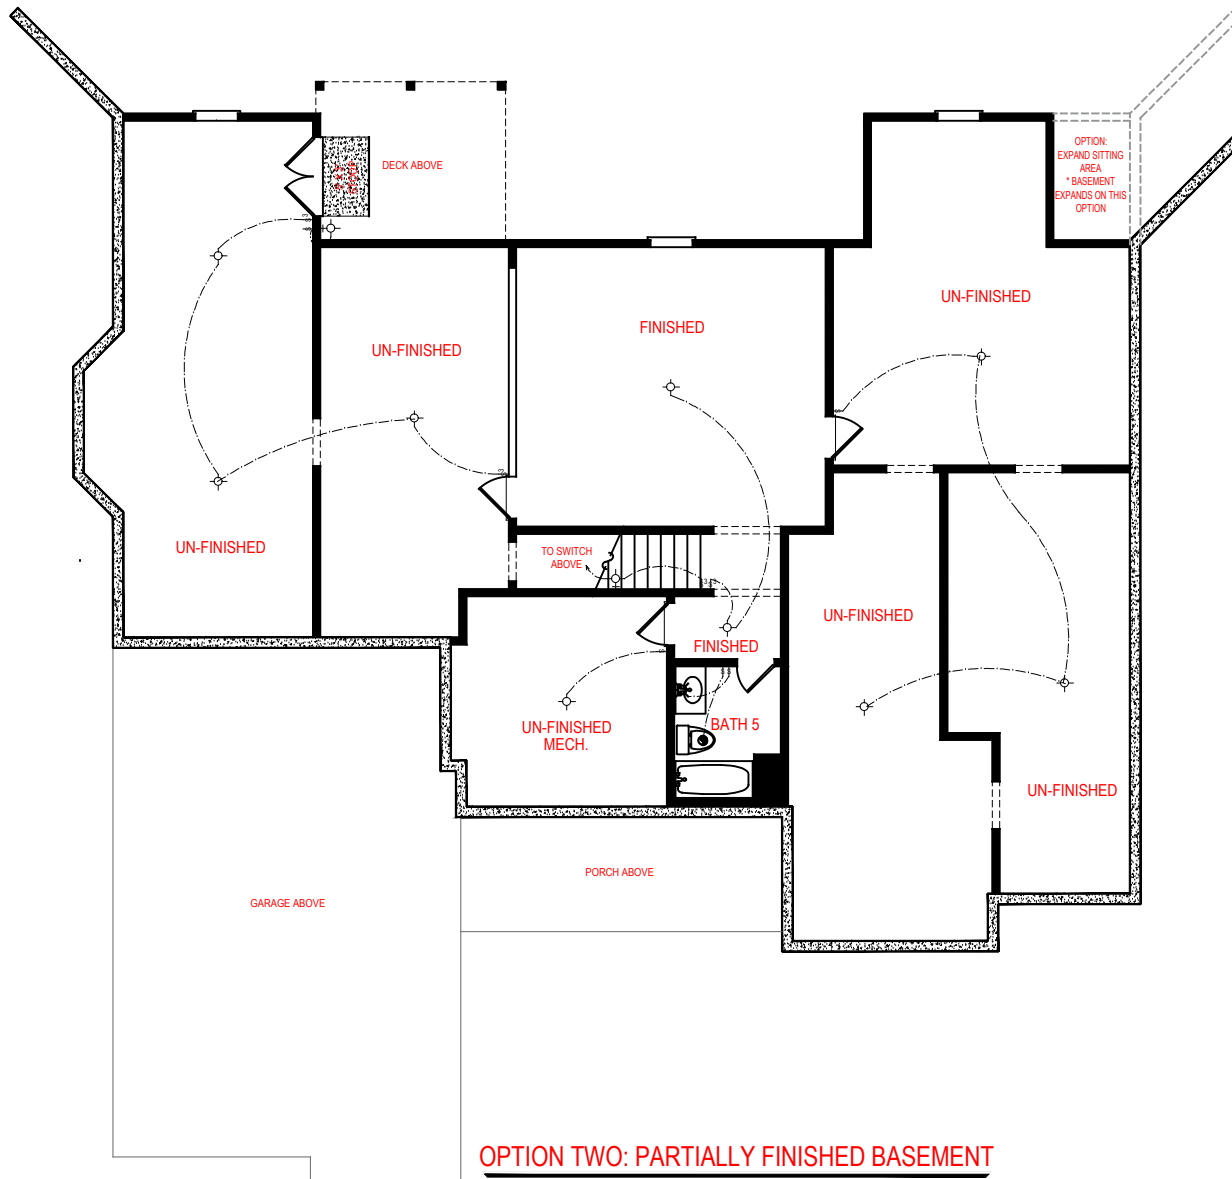 OPTION:
EXPAND SITTING
AREA
* BASEMENT
EXPANDS ON THIS
OPTION
DECK ABOVE
UN-FINISHED
FINISHED
UN-FINISHED
UN-FINISHED
TO SWITCH
ABOVE
UN-FINISHED
FINISHED
UN-FINISHED
MECH.
BATH 5
UN-FINISHED
PORCH ABOVE
GARAGE ABOVE
OPTION TWO: PARTIALLY FINISHED BASEMENT